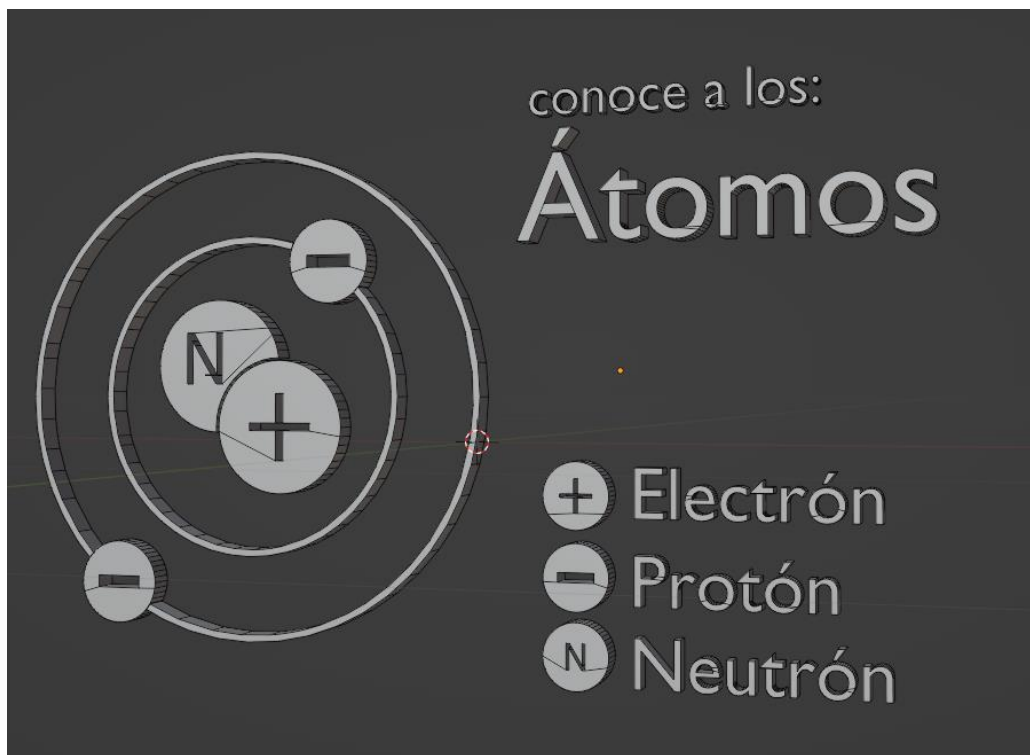 conoce a los:
Átomos
−
N
+
+ Electrón
− Protón
−
N Neutrón